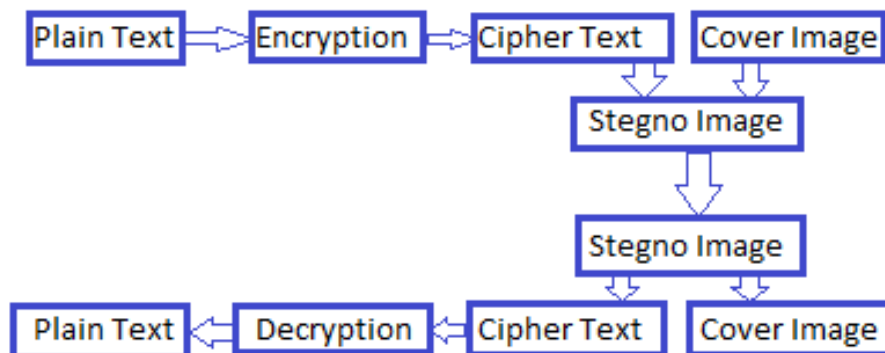 Plain Text Encryption Cipher Text Cover Image
Stegno Image
Stegno Image
Plain Text Decryption Cipher Text Cover Image